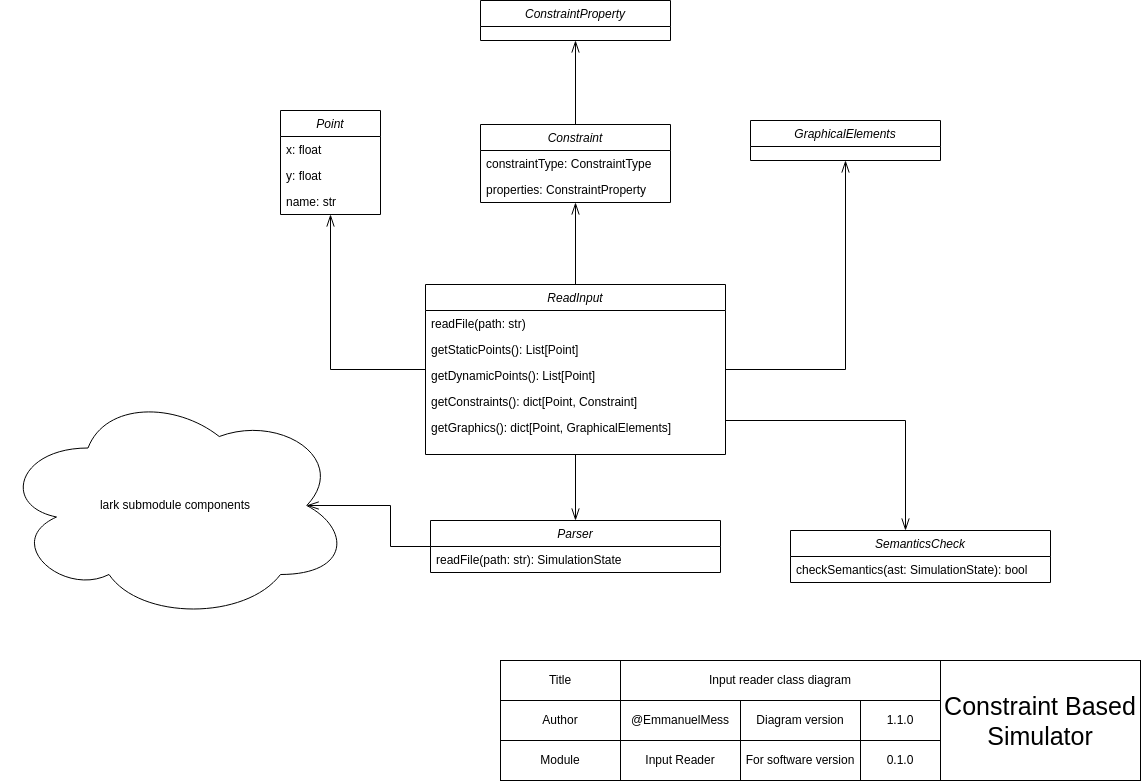 ConstraintProperty
Point
x: float
y: float
name: str
Constraint
constraintType: ConstraintType
properties: ConstraintProperty
GraphicalElements
ReadInput
readFile(path: str)
getStaticPoints(): List[Point]
getDynamicPoints(): List[Point]
getConstraints(): dict[Point, Constraint]
getGraphics(): dict[Point, GraphicalElements]
lark submodule components
Parser
readFile(path: str): SimulationState
SemanticsCheck
checkSemantics(ast: SimulationState): bool
Title
Input reader class diagram
Author
@EmmanuelMess
Diagram version
1.1.0
Module
Input Reader
For software version
0.1.0
Constraint Based
Simulator